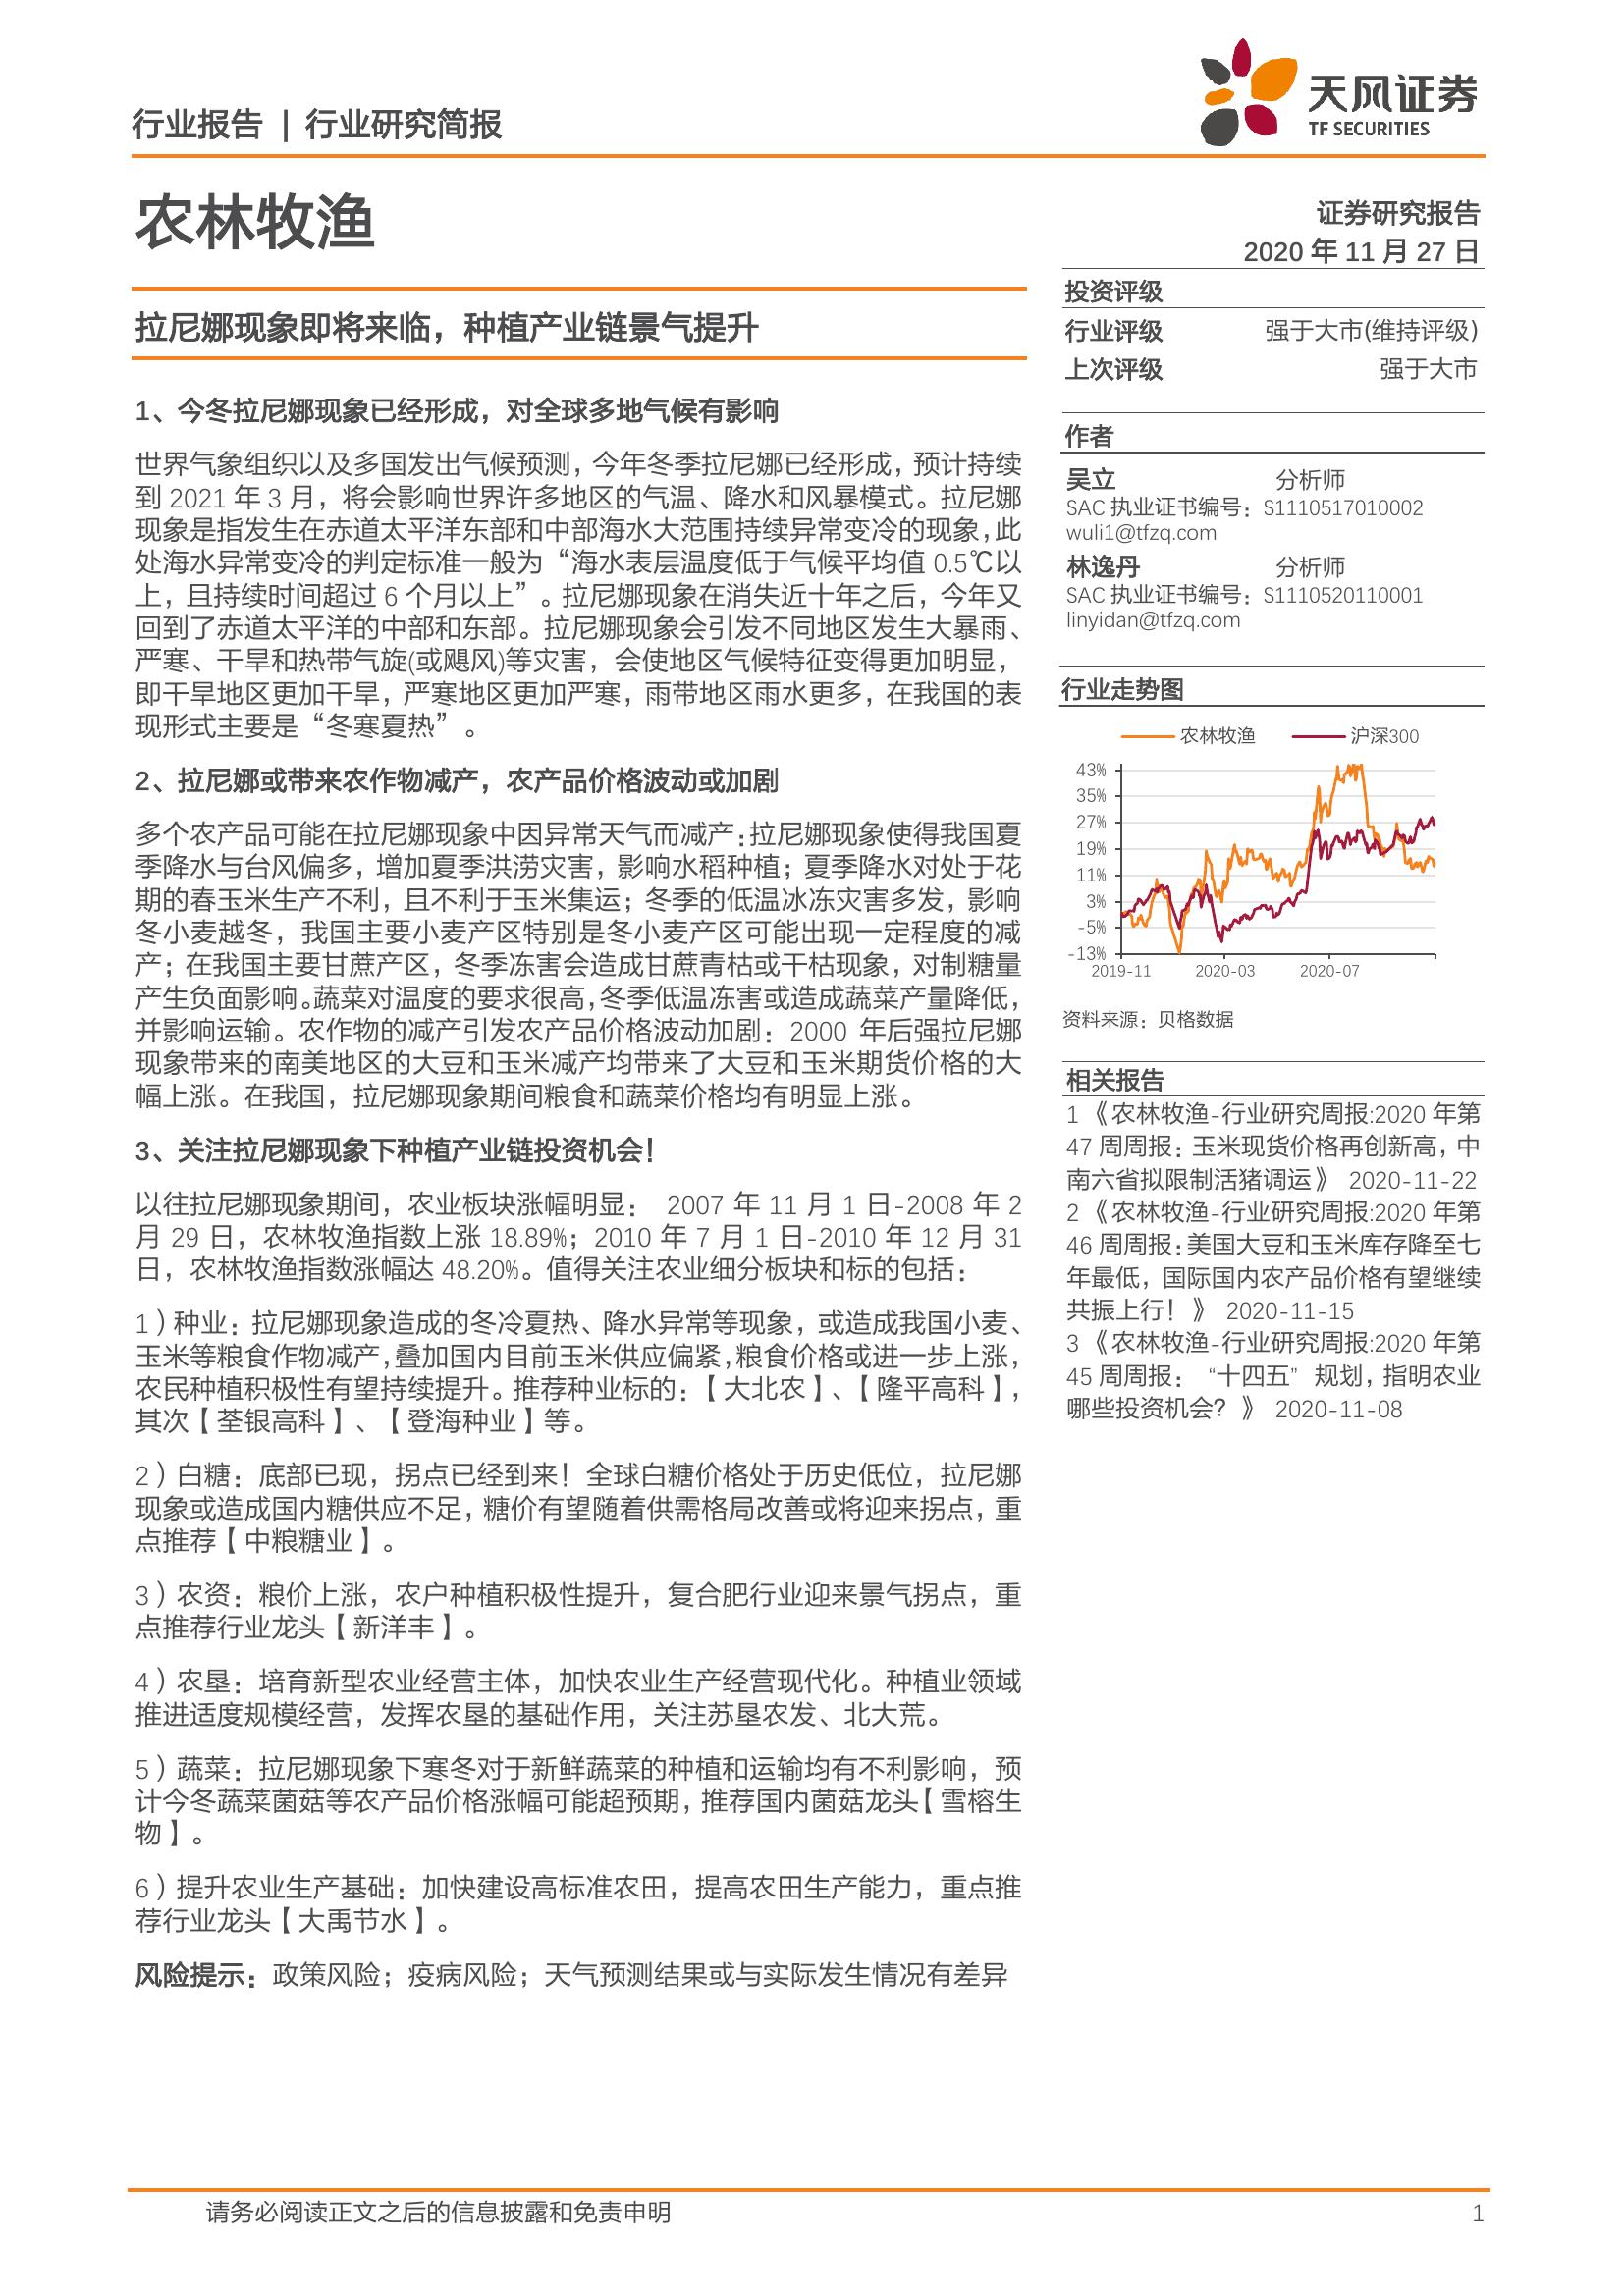 行业报告 | 行业研究简报
天风证券
TF SECURITIES
农林牧渔
证券研究报告
2020 年 11 月 27 日
拉尼娜现象即将来临，种植产业链景气提升
1、今冬拉尼娜现象已经形成，对全球多地气候有影响
世界气象组织以及多国发出气候预测，今年冬季拉尼娜已经形成，预计持续
到 2021 年 3 月，将会影响世界许多地区的气温、降水和风暴模式。拉尼娜
现象是指发生在赤道太平洋东部和中部海水大范围持续异常变冷的现象，此
处海水异常变冷的判定标准一般为“海水表层温度低于气候平均值 0.5℃以
上，且持续时间超过 6 个月以上”。拉尼娜现象在消失近十年之后，今年又
回到了赤道太平洋的中部和东部。拉尼娜现象会引发不同地区发生大暴雨、
严寒、干旱和热带气旋(或飓风)等灾害，会使地区气候特征变得更加明显，
即干旱地区更加干旱，严寒地区更加严寒，雨带地区雨水更多，在我国的表
现形式主要是“冬寒夏热”。
2、拉尼娜或带来农作物减产，农产品价格波动或加剧
多个农产品可能在拉尼娜现象中因异常天气而减产：拉尼娜现象使得我国夏
季降水与台风偏多，增加夏季洪涝灾害，影响水稻种植；夏季降水对处于花
期的春玉米生产不利，且不利于玉米集运；冬季的低温冰冻灾害多发，影响
冬小麦越冬，我国主要小麦产区特别是冬小麦产区可能出现一定程度的减
产；在我国主要甘蔗产区，冬季冻害会造成甘蔗青枯或干枯现象，对制糖量
产生负面影响。蔬菜对温度的要求很高，冬季低温冻害或造成蔬菜产量降低，
并影响运输。农作物的减产引发农产品价格波动加剧：2000 年后强拉尼娜
现象带来的南美地区的大豆和玉米减产均带来了大豆和玉米期货价格的大
幅上涨。在我国，拉尼娜现象期间粮食和蔬菜价格均有明显上涨。
3、关注拉尼娜现象下种植产业链投资机会！
以往拉尼娜现象期间，农业板块涨幅明显： 2007 年 11 月 1 日-2008 年 2
月 29 日，农林牧渔指数上涨 18.89%；2010 年 7 月 1 日-2010 年 12 月 31
日，农林牧渔指数涨幅达 48.20%。值得关注农业细分板块和标的包括：
1）种业：拉尼娜现象造成的冬冷夏热、降水异常等现象，或造成我国小麦、
玉米等粮食作物减产，叠加国内目前玉米供应偏紧，粮食价格或进一步上涨，
农民种植积极性有望持续提升。推荐种业标的：【大北农】、【隆平高科】，
其次【荃银高科】、【登海种业】等。
2）白糖：底部已现，拐点已经到来！全球白糖价格处于历史低位，拉尼娜
现象或造成国内糖供应不足，糖价有望随着供需格局改善或将迎来拐点，重
点推荐【中粮糖业】。
3）农资：粮价上涨，农户种植积极性提升，复合肥行业迎来景气拐点，重
点推荐行业龙头【新洋丰】。
4）农垦：培育新型农业经营主体，加快农业生产经营现代化。种植业领域
推进适度规模经营，发挥农垦的基础作用，关注苏垦农发、北大荒。
5）蔬菜：拉尼娜现象下寒冬对于新鲜蔬菜的种植和运输均有不利影响，预
计今冬蔬菜菌菇等农产品价格涨幅可能超预期，推荐国内菌菇龙头【雪榕生
物】。
6）提升农业生产基础：加快建设高标准农田，提高农田生产能力，重点推
荐行业龙头【大禹节水】。
风险提示：政策风险；疫病风险；天气预测结果或与实际发生情况有差异
投资评级
行业评级 强于大市(维持评级)
上次评级 强于大市
作者
吴立 分析师
SAC 执业证书编号：S1110517010002
wuli1@tfzq.com
林逸丹 分析师
SAC 执业证书编号：S1110520110001
linyidan@tfzq.com
行业走势图
农林牧渔 沪深300
43%
35%
27%
19%
11%
3%
-5%
-13%
2019-11 2020-03 2020-07
资料来源：贝格数据
相关报告
1 《农林牧渔-行业研究周报:2020 年第
47 周周报：玉米现货价格再创新高，中
南六省拟限制活猪调运》 2020-11-22
2 《农林牧渔-行业研究周报:2020 年第
46 周周报：美国大豆和玉米库存降至七
年最低，国际国内农产品价格有望继续
共振上行！》 2020-11-15
3 《农林牧渔-行业研究周报:2020 年第
45 周周报： “十四五” 规划，指明农业
哪些投资机会？》 2020-11-08
请务必阅读正文之后的信息披露和免责申明 1